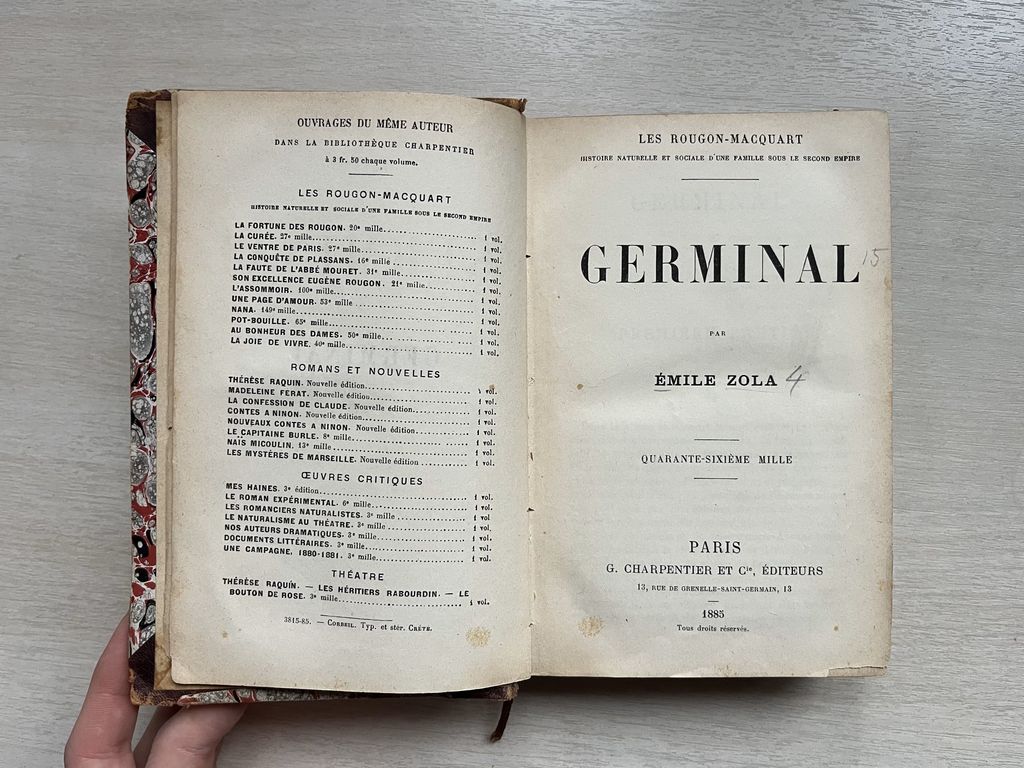 OUVRAGES DU MÊME AUTEUR
DANS LA BIBLIOTHÈQUE CHARPENTIER
à 3 fr. 50 chaque volume.
LES ROUGON-MACQUART
HISTOIRE NATURELLE ET SOCIALE D'UNE FAMILLE SOUS LE SECOND EMPIRE
LA FORTUNE DES ROUGON. 20e mille........ 1 vol.
LA CURÉE. 27e mille........ 1 vol.
LE VENTRE DE PARIS. 27e mille........ 1 vol.
LA CONQUÊTE DE PLASSANS. 16e mille........ 1 vol.
LA FAUTE DE L'ABBÉ MOURET. 31e mille........ 1 vol.
SON EXCELLENCE EUGÈNE ROUGON. 21e mille........ 1 vol.
L'ASSOMMOIR. 100e mille........ 1 vol.
UNE PAGE D'AMOUR. 53e mille........ 1 vol.
NANA. 149e mille........ 1 vol.
POT-BOUILLE. 65e mille........ 1 vol.
AU BONHEUR DES DAMES. 50e mille........ 1 vol.
LA JOIE DE VIVRE. 40e mille........ 1 vol.
ROMANS ET NOUVELLES
THÉRÈSE RAQUIN. Nouvelle édition........ 1 vol.
MADELEINE FERAT. Nouvelle édition........ 1 vol.
LA CONFESSION DE CLAUDE. Nouvelle édition........ 1 vol.
CONTES A NINON. Nouvelle édition........ 1 vol.
NOUVEAUX CONTES A NINON. Nouvelle édition........ 1 vol.
LE CAPITAINE BURLE. 8e mille........ 1 vol.
NAÏS MICOULIN. 13e mille........ 1 vol.
LES MYSTÈRES DE MARSEILLE. Nouvelle édition........ 1 vol.
ŒUVRES CRITIQUES
MES HAINES. 3e édition........ 1 vol.
LE ROMAN EXPÉRIMENTAL. 6e mille........ 1 vol.
LES ROMANCIERS NATURALISTES. 3e mille........ 1 vol.
LE NATURALISME AU THÉATRE. 3e mille........ 1 vol.
NOS AUTEURS DRAMATIQUES. 3e mille........ 1 vol.
DOCUMENTS LITTÉRAIRES. 3e mille........ 1 vol.
UNE CAMPAGNE. 1880-1881. 3e mille........ 1 vol.
THÉATRE
THÉRÈSE RAQUIN. — LES HÉRITIERS RABOURDIN. — LE
BOUTON DE ROSE. 3e mille........ 1 vol.
3815-85. — CORBEIL. Typ. et stér. CRÉTÉ.
LES ROUGON-MACQUART
HISTOIRE NATURELLE ET SOCIALE D'UNE FAMILLE SOUS LE SECOND EMPIRE
GERMINAL 15
PAR
ÉMILE ZOLA 4
QUARANTE-SIXIÈME MILLE
PARIS
G. CHARPENTIER ET Cie, ÉDITEURS
13, RUE DE GRENELLE-SAINT-GERMAIN, 13
1885
Tous droits réservés.